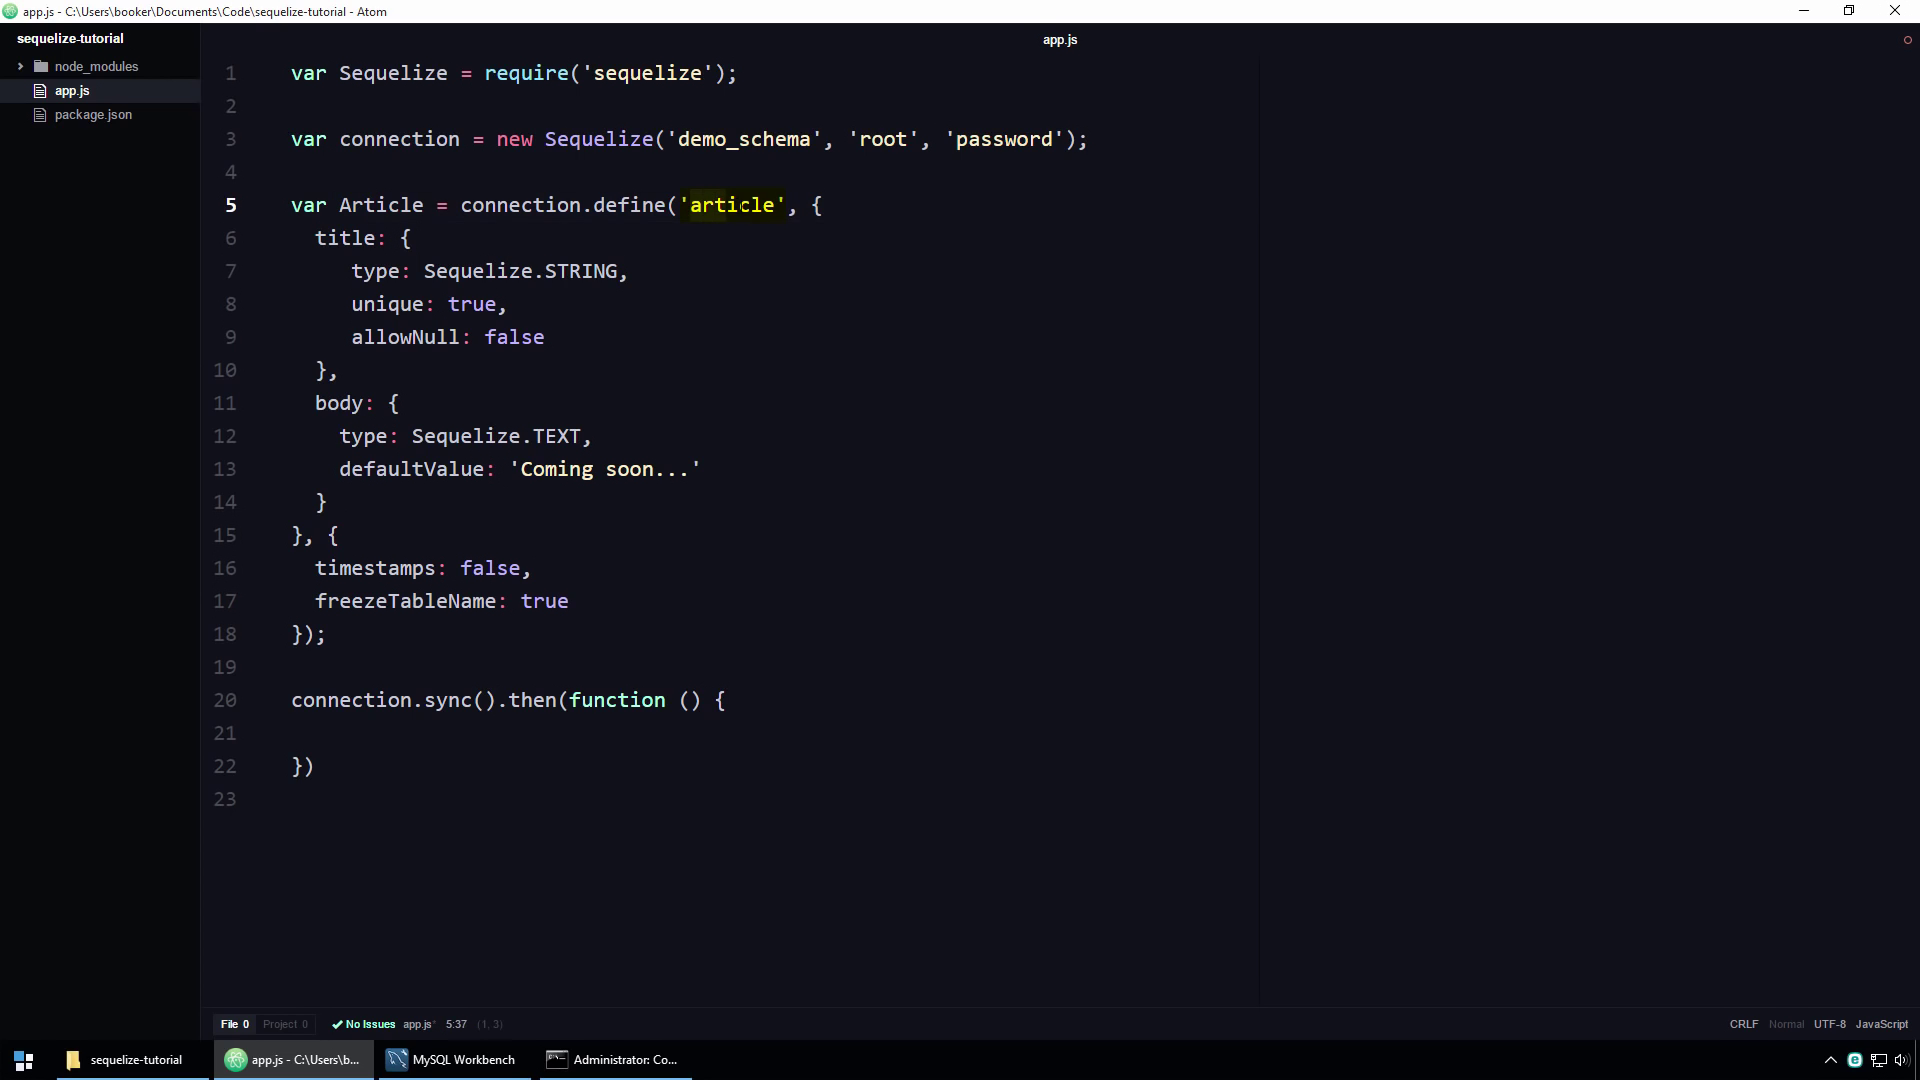 app.js - C:\Users\booker\Documents\Code\sequelize-tutorial - Atom
sequelize-tutorial
node_modules
app.js
package.json
app.js
1 var Sequelize = require('sequelize');
2
3 var connection = new Sequelize('demo_schema', 'root', 'password');
4
5 var Article = connection.define('article', {
6 title: {
7 type: Sequelize.STRING,
8 unique: true,
9 allowNull: false
10 },
11 body: {
12 type: Sequelize.TEXT,
13 defaultValue: 'Coming soon...'
14 }
15 }, {
16 timestamps: false,
17 freezeTableName: true
18 });
19
20 connection.sync().then(function () {
21
22 })
23
File 0 Project 0 No Issues app.js* 5:37 (1, 3) CRLF Normal UTF-8 JavaScript
sequelize-tutorial app.js - C:\Users\b... MySQL Workbench Administrator: Co...